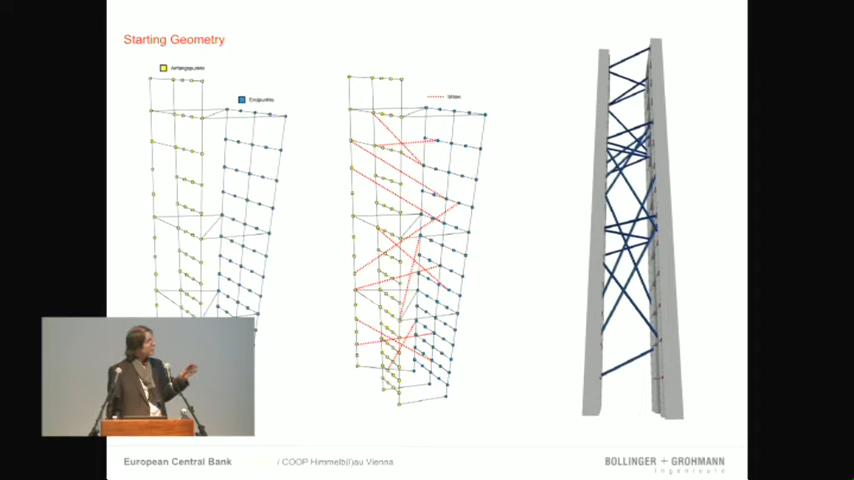 Starting Geometry
Anfangspunkte
Endpunkte
Stäbe
European Central Bank / COOP Himmelb(l)au Vienna
BOLLINGER + GROHMANN
Ingenieure